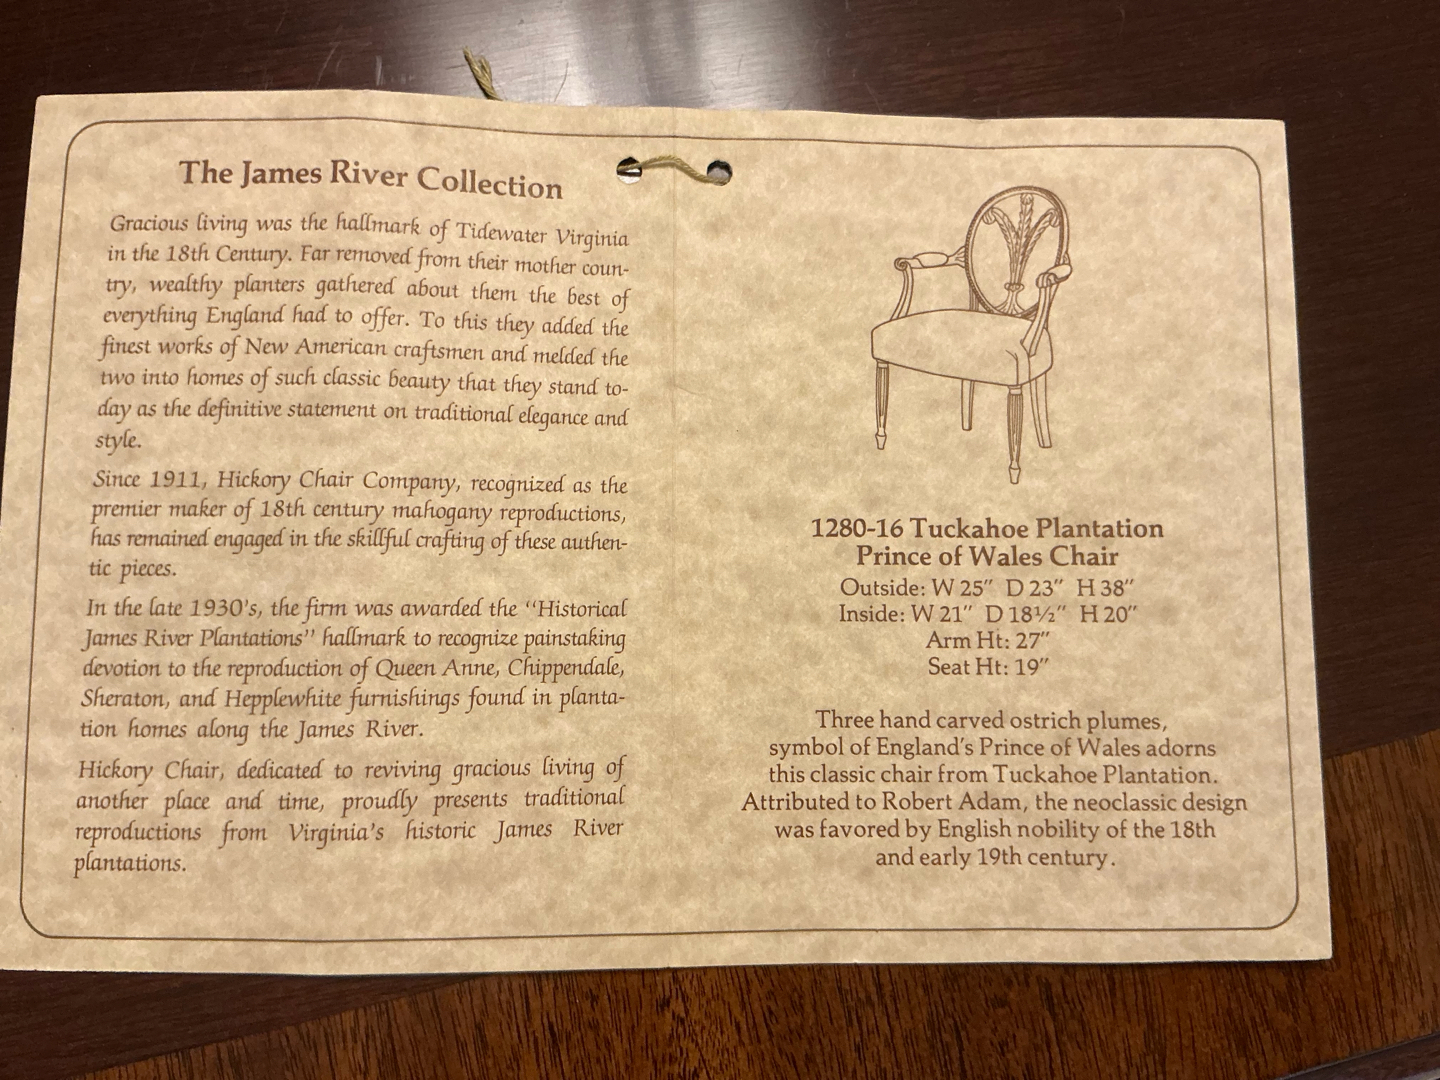 The James River Collection
Gracious living was the hallmark of Tidewater Virginia
in the 18th Century. Far removed from their mother coun-
try, wealthy planters gathered about them the best of
everything England had to offer. To this they added the
finest works of New American craftsmen and melded the
two into homes of such classic beauty that they stand to-
day as the definitive statement on traditional elegance and
style.
Since 1911, Hickory Chair Company, recognized as the
premier maker of 18th century mahogany reproductions,
has remained engaged in the skillful crafting of these authen-
tic pieces.
In the late 1930's, the firm was awarded the “Historical
James River Plantations” hallmark to recognize painstaking
devotion to the reproduction of Queen Anne, Chippendale,
Sheraton, and Hepplewhite furnishings found in planta-
tion homes along the James River.
Hickory Chair, dedicated to reviving gracious living of
another place and time, proudly presents traditional
reproductions from Virginia's historic James River
plantations.
1280-16 Tuckahoe Plantation
Prince of Wales Chair
Outside: W 25″ D 23″ H 38″
Inside: W 21″ D 18½″ H 20″
Arm Ht: 27″
Seat Ht: 19″
Three hand carved ostrich plumes,
symbol of England's Prince of Wales adorns
this classic chair from Tuckahoe Plantation.
Attributed to Robert Adam, the neoclassic design
was favored by English nobility of the 18th
and early 19th century.